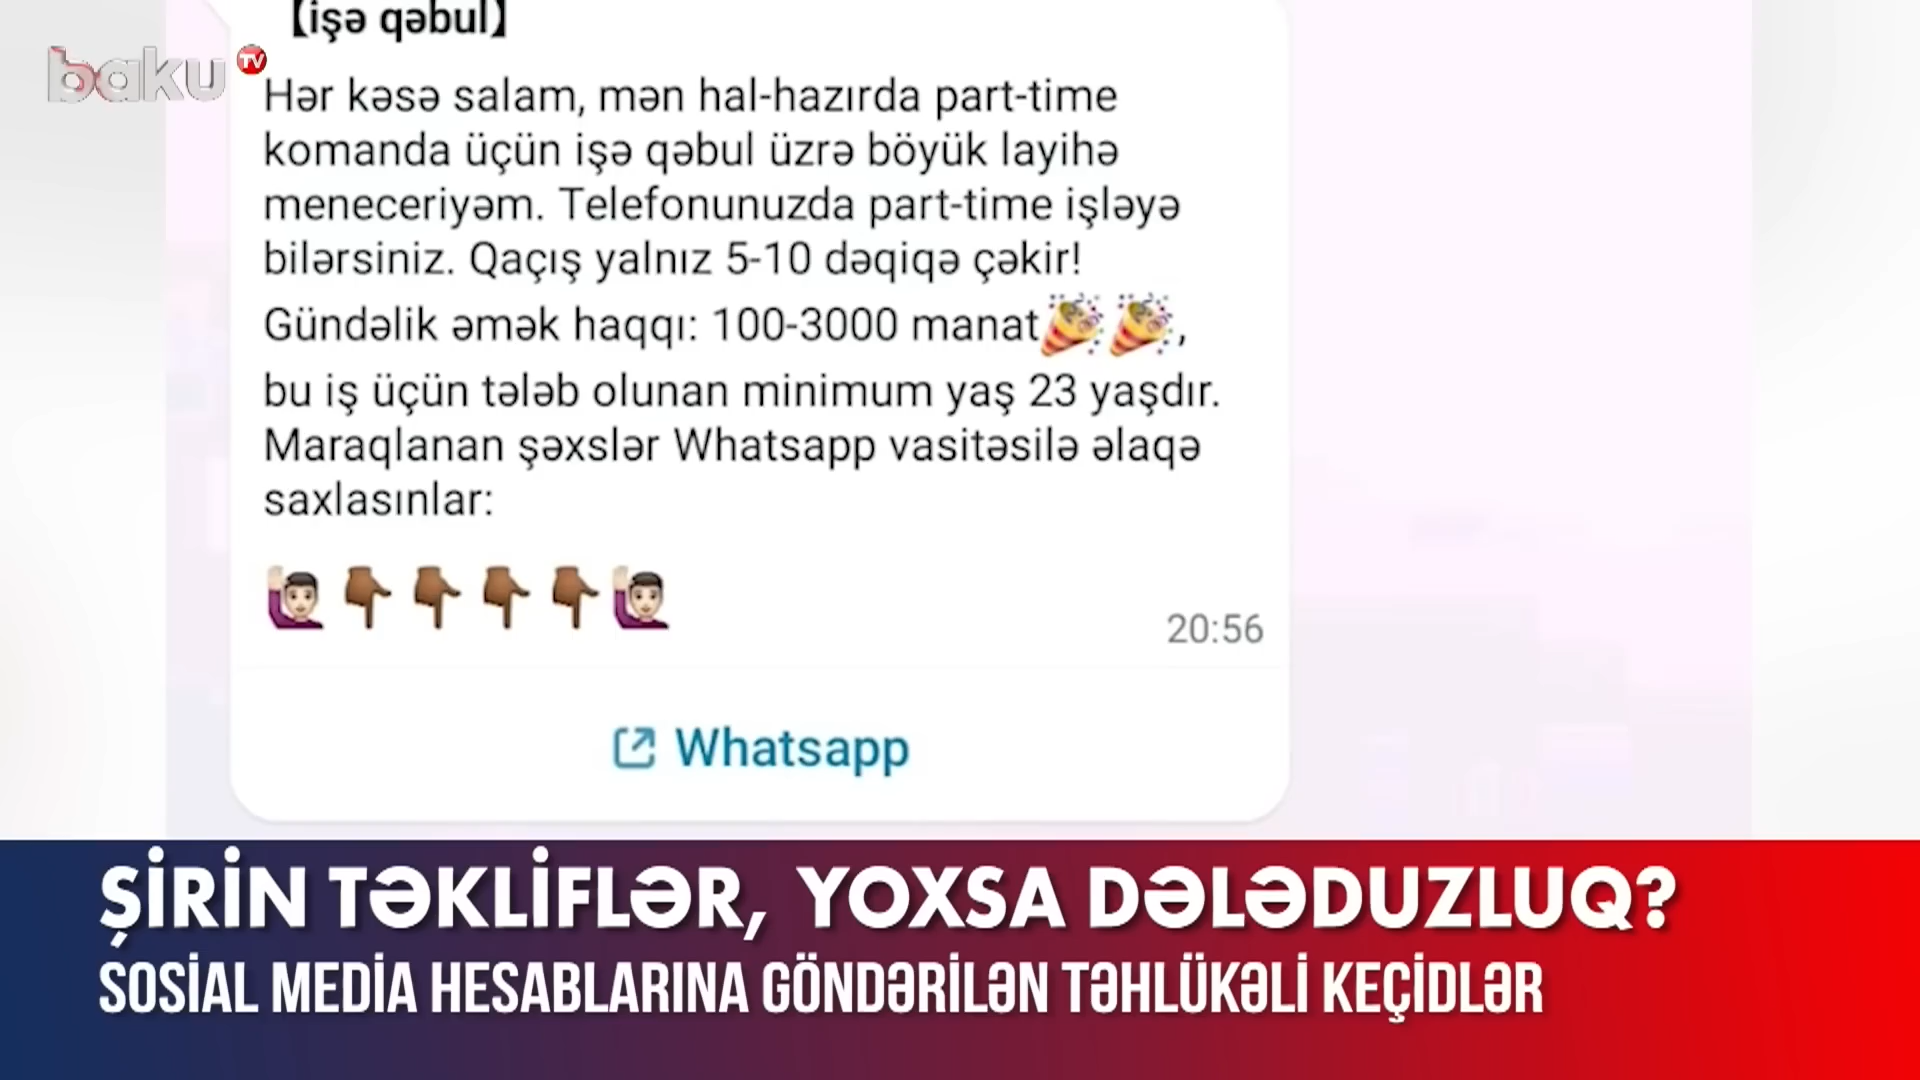 【işə qəbul】
baku TV
Hər kəsə salam, mən hal-hazırda part-time
komanda üçün işə qəbul üzrə böyük layihə
meneceriyəm. Telefonunuzda part-time işləyə
bilərsiniz. Qaçış yalnız 5-10 dəqiqə çəkir!
Gündəlik əmək haqqı: 100-3000 manat🎉🎉,
bu iş üçün tələb olunan minimum yaş 23 yaşdır.
Maraqlanan şəxslər Whatsapp vasitəsilə əlaqə
saxlasınlar:
20:56
Whatsapp
ŞİRİN TƏKLİFLƏR, YOXSA DƏLƏDUZLUQ?
SOSİAL MEDİA HESABLARINA GÖNDƏRİLƏN TƏHLÜKƏLİ KEÇİDLƏR